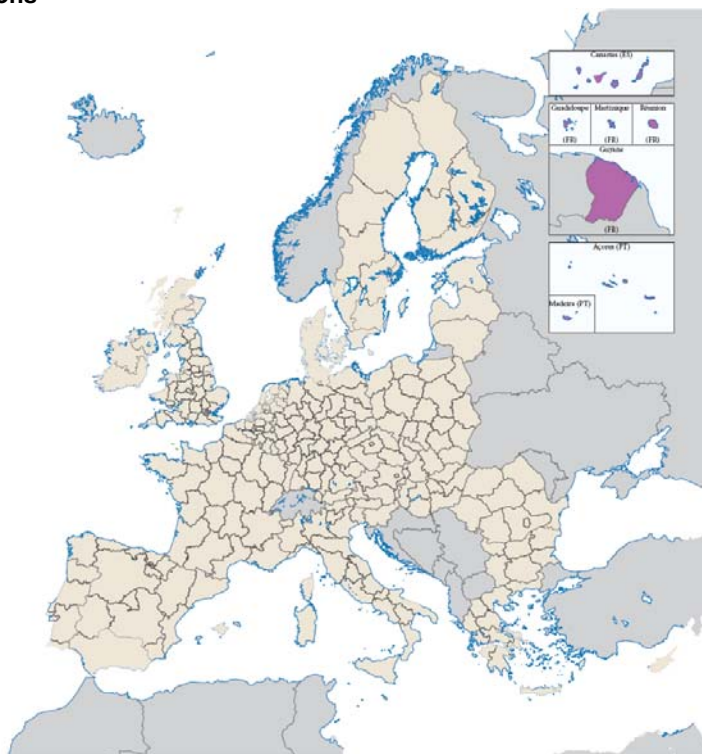 ons
Canarias (ES)
Guadeloupe Martinique Réunion
(FR) (FR) (FR)
Guyane
(FR)
Açores (PT)
Madeira (PT)